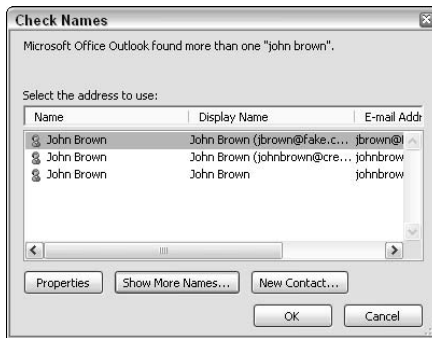 Check Names
Microsoft Office Outlook found more than one "john brown".
Select the address to use:
Name Display Name E-mail Addr
John Brown John Brown (jbrown@fake.c... jbrown@f
John Brown John Brown (johnbrown@cre... johnbrow
John Brown John Brown johnbrow
Properties Show More Names... New Contact...
OK Cancel